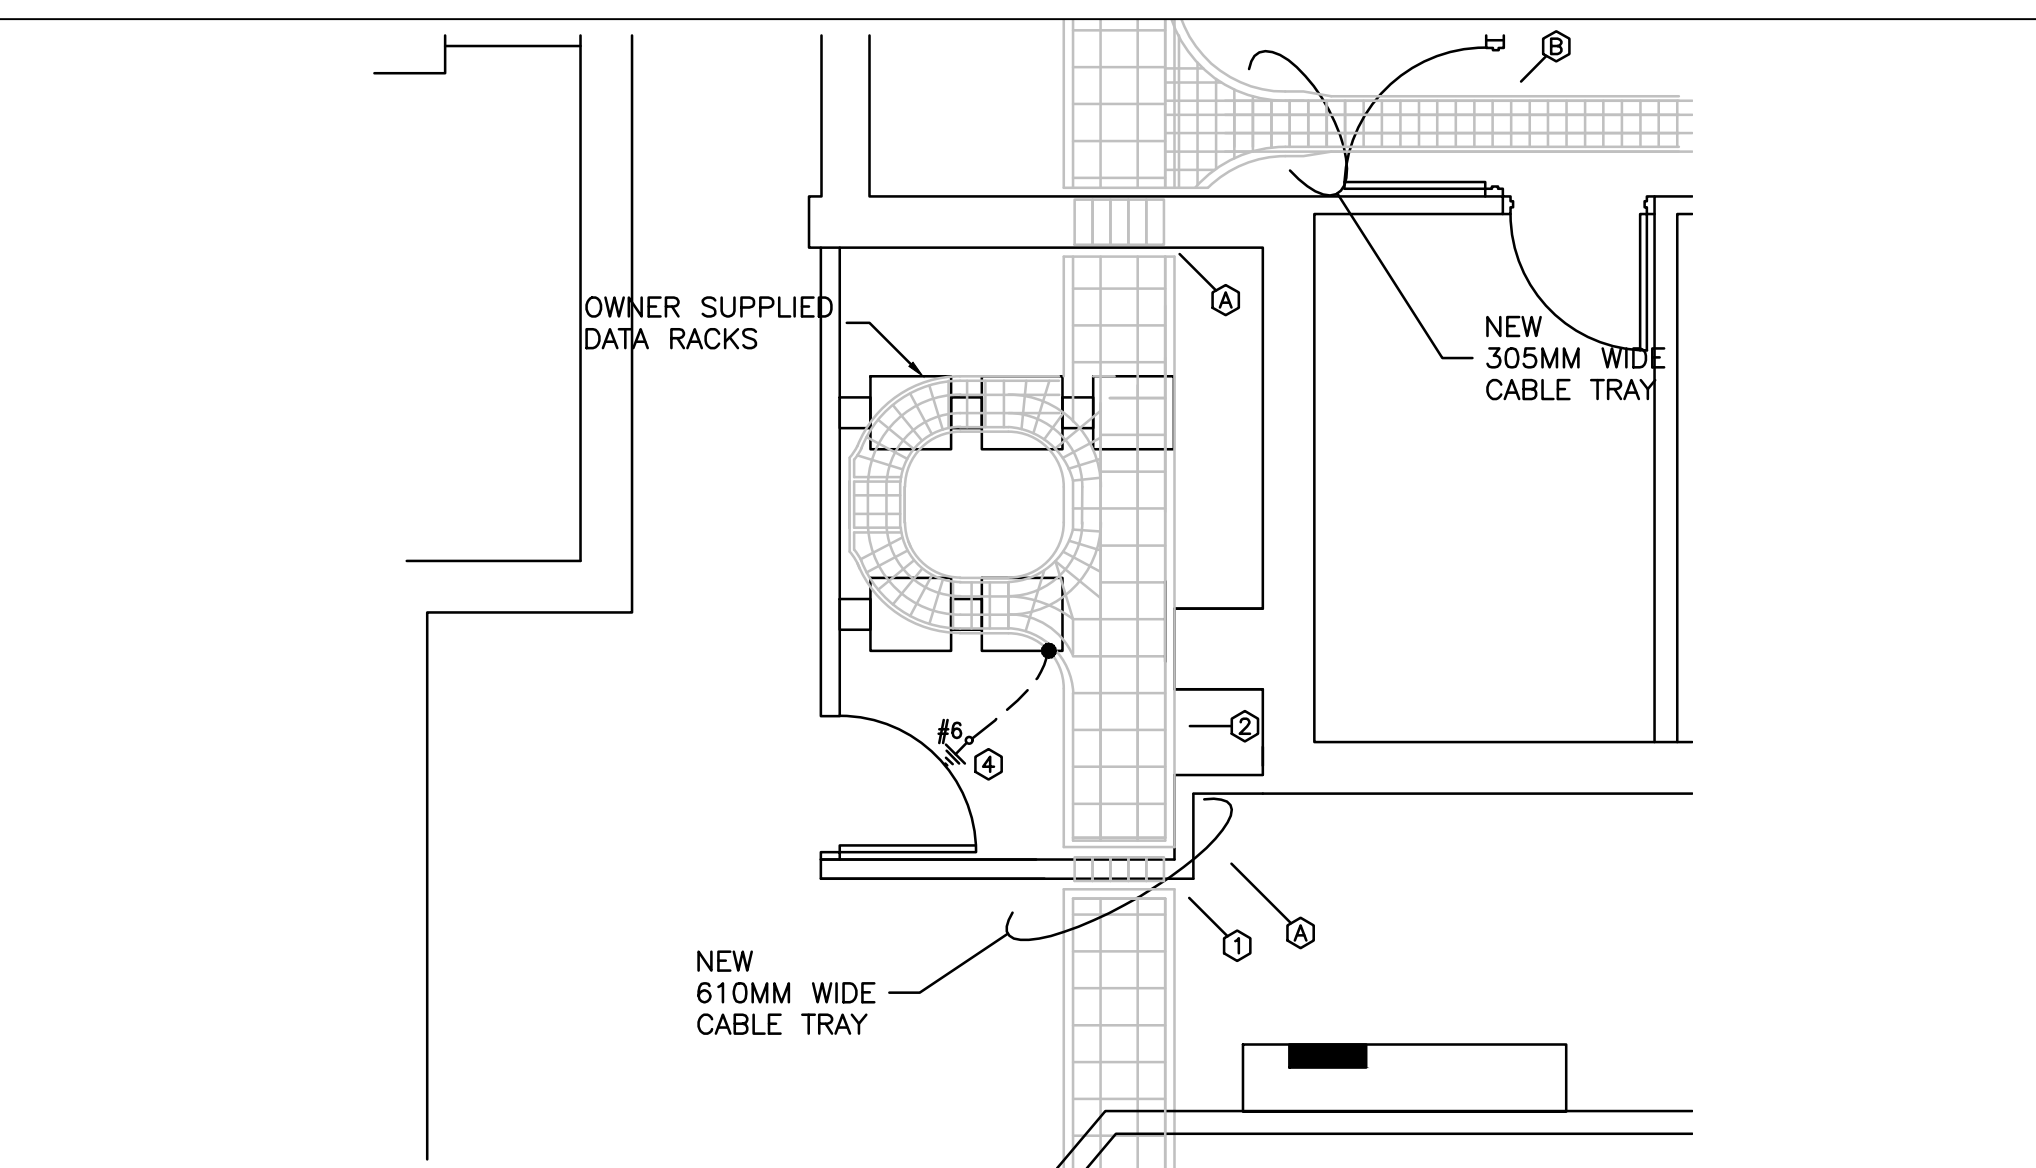 B
OWNER SUPPLIED
DATA RACKS
A
NEW
305MM WIDE
CABLE TRAY
#6
4
2
NEW
610MM WIDE
CABLE TRAY
1
A